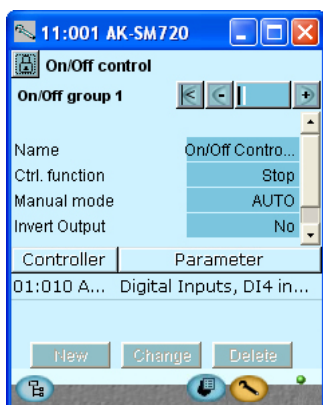 11:001 AK-SM720
On/Off control
On/Off group 1
Name On/Off Contro...
Ctrl. function Stop
Manual mode AUTO
Invert Output No
Controller Parameter
01:010 A... Digital Inputs, DI4 in...
New Change Delete